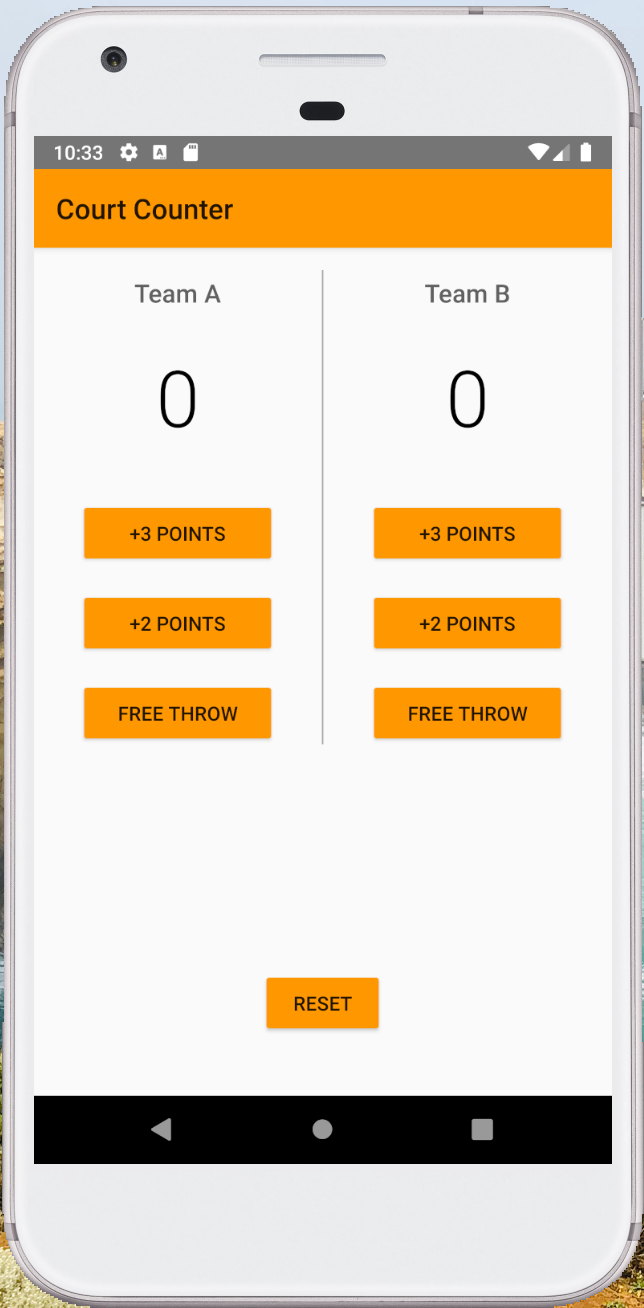 10:33
Court Counter
Team A
Team B
0
0
+3 POINTS
+3 POINTS
+2 POINTS
+2 POINTS
FREE THROW
FREE THROW
RESET